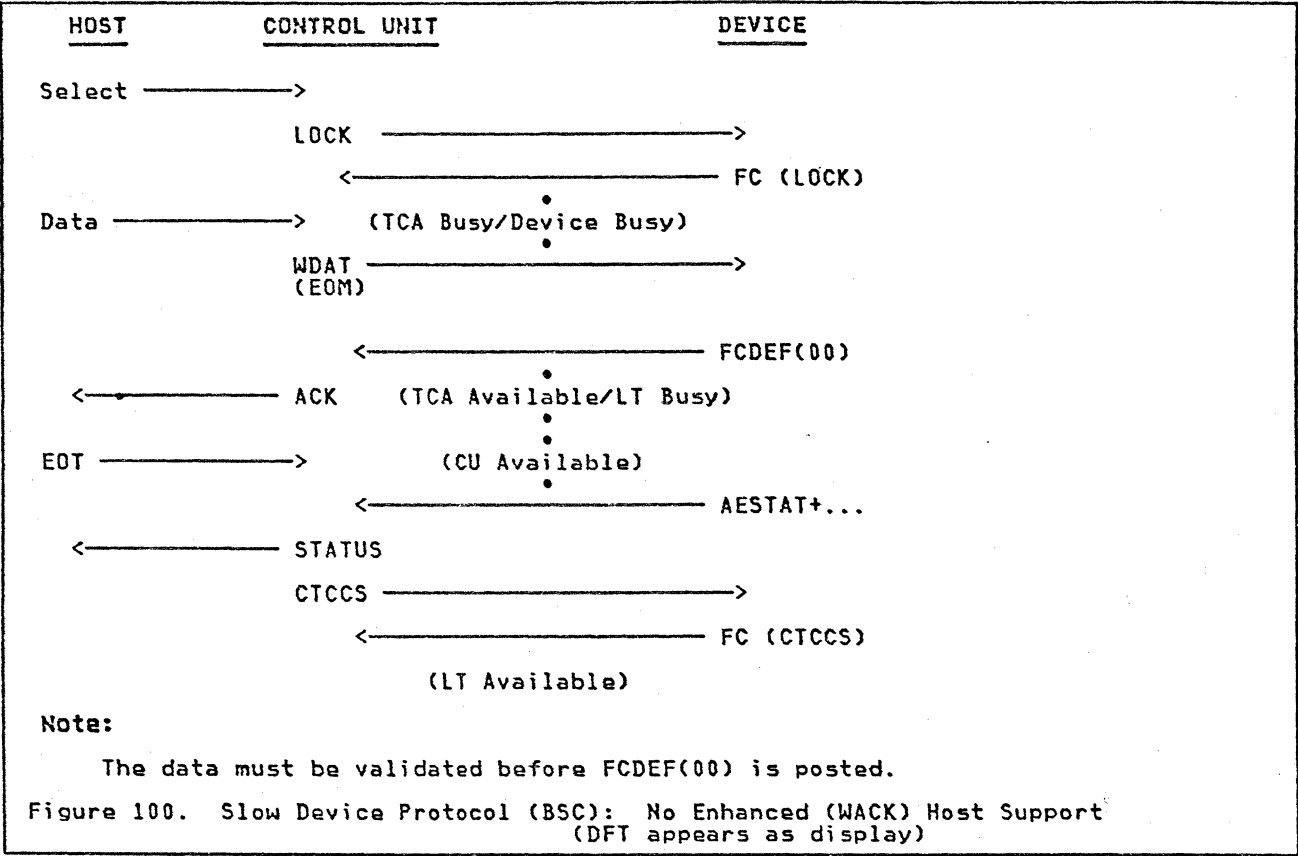 HOST CONTROL UNIT DEVICE
Select
LOCK
FC (LOCK)
Data (TCA Busy/Device Busy)
WDAT
(EOM)
FCDEF(00)
ACK (TCA Available/LT Busy)
EOT (CU Available)
AESTAT+...
STATUS
CTCCS
FC (CTCCS)
(LT Available)
Note:
The data must be validated before FCDEF(00) is posted.
Figure 100. Slow Device Protocol (BSC): No Enhanced (WACK) Host Support
(DFT appears as display)